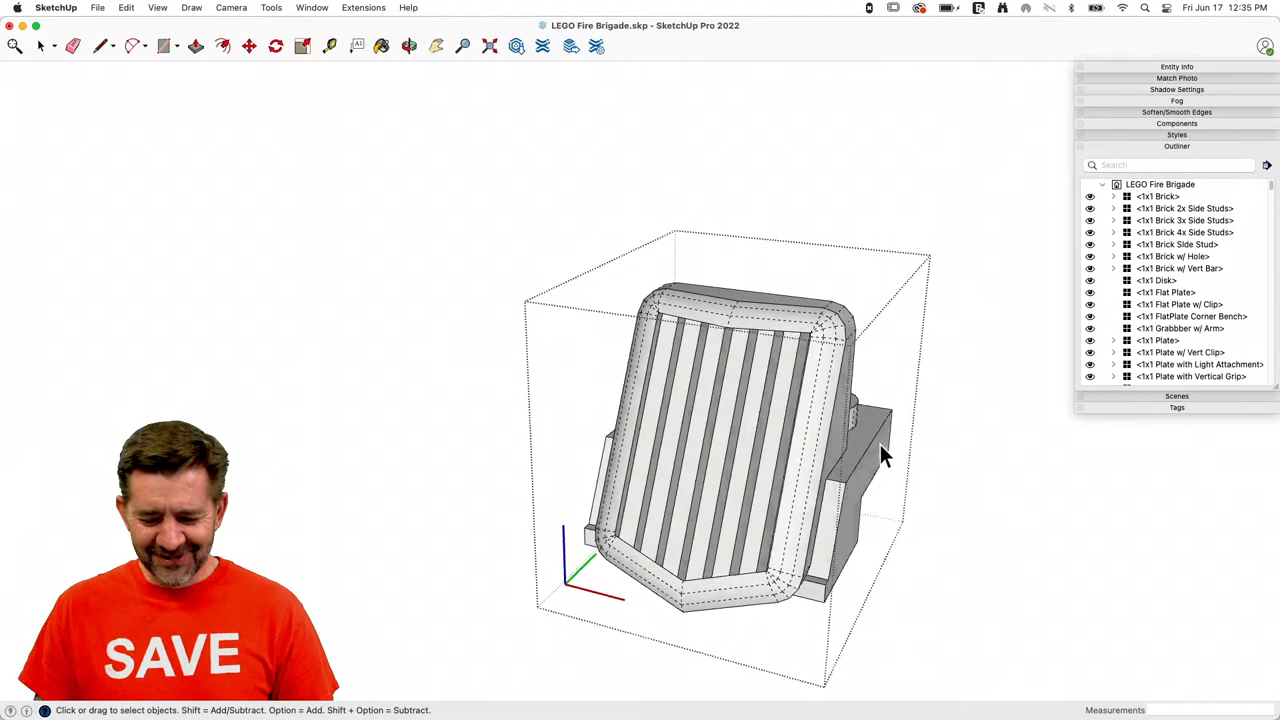 SketchUp File Edit Draw Camera Tools Window Extensions Help Fri Jun 17 12:35 PM
LEGO Fire Brigade.skp - SketchUp Pro 2022
Entity Info
Match Photo
Shadow Settings
Fog
Soften/Smooth Edges
Components
Styles
Outliner
Search
LEGO Fire Brigade
<1x1 Brick>
<1x1 Brick 2x Side Studs>
<1x1 Brick 3x Side Studs>
<1x1 Brick 4x Side Studs>
<1x1 Brick SIde Stud>
<1x1 Brick w/ Hole>
<1x1 Brick w/ Vert Bar>
<1x1 Disk>
<1x1 Flat Plate>
<1x1 Flat Plate w/ Clip>
<1x1 FlatPlate Corner Bench>
<1x1 Grabbber w/ Arm>
<1x1 Plate>
<1x1 Plate w/ Vert Clip>
<1x1 Plate with Light Attachment>
<1x1 Plate with Vertical Grip>
Scenes
Tags
SAVE
Click or drag to select objects. Shift = Add/Subtract. Option = Add. Shift + Option = Subtract. Measurements